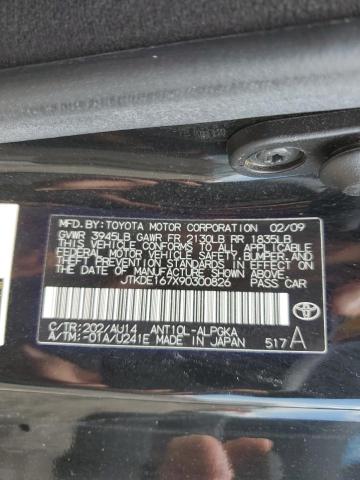 MFD. BY: TOYOTA MOTOR CORPORATION 02/09
GVWR 3945LB GAWR FR 2130LB RR 1835LB
THIS VEHICLE CONFORMS TO ALL APPLICABLE
FEDERAL MOTOR VEHICLE SAFETY, BUMPER, AND
THEFT PREVENTION STANDARDS IN EFFECT ON
THE DATE OF MANUFACTURE SHOWN ABOVE.
JTKDE167X90300826 PASS CAR
C/TR: 202/AU14 ANT10L-ALPGKA
A/TM: -01A/U241E MADE IN JAPAN 517 A